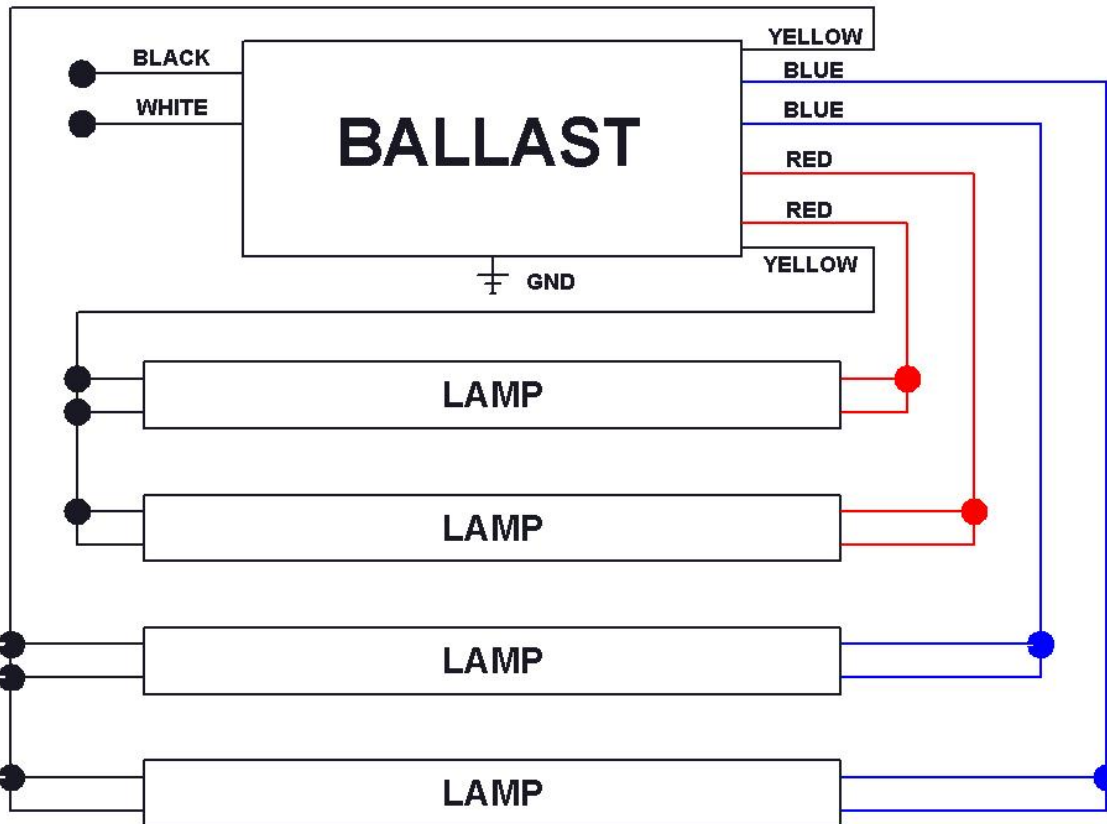 YELLOW
BLACK
BLUE
WHITE
BLUE
BALLAST
RED
RED
YELLOW
GND
LAMP
LAMP
LAMP
LAMP